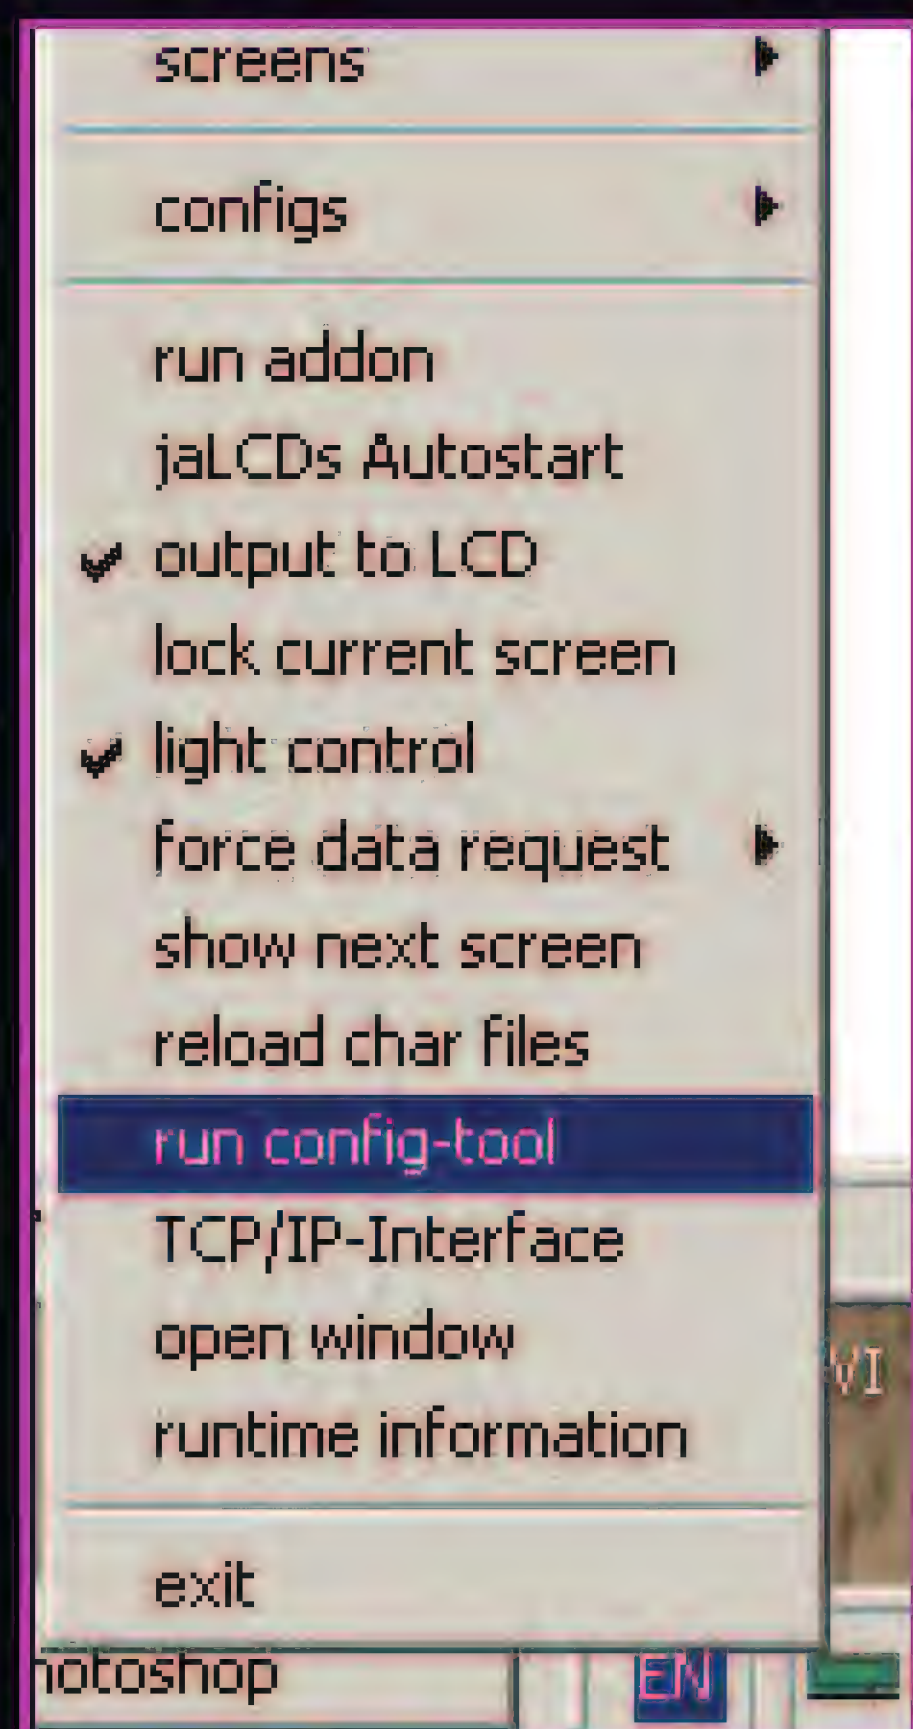 screens
configs
run addon
jaLCDs Autostart
output to LCD
lock current screen
light control
force data request
show next screen
reload char files
run config-tool
TCP/IP-Interface
open window
runtime information
exit
VI
hotoshop
EN